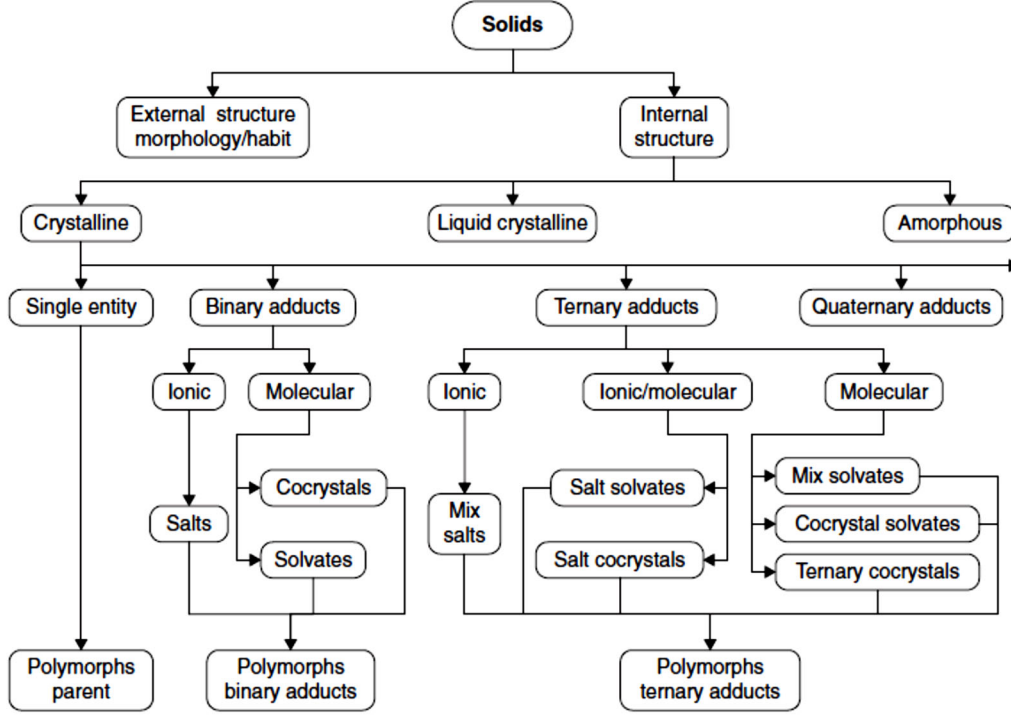 Solids
External structure
morphology/habit
Internal
structure
Crystalline
Liquid crystalline
Amorphous
Single entity
Binary adducts
Ternary adducts
Quaternary adducts
Ionic
Molecular
Ionic
Ionic/molecular
Molecular
Cocrystals
Salt solvates
Mix solvates
Salts
Mix
salts
Cocrystal solvates
Solvates
Salt cocrystals
Ternary cocrystals
Polymorphs
parent
Polymorphs
binary adducts
Polymorphs
ternary adducts